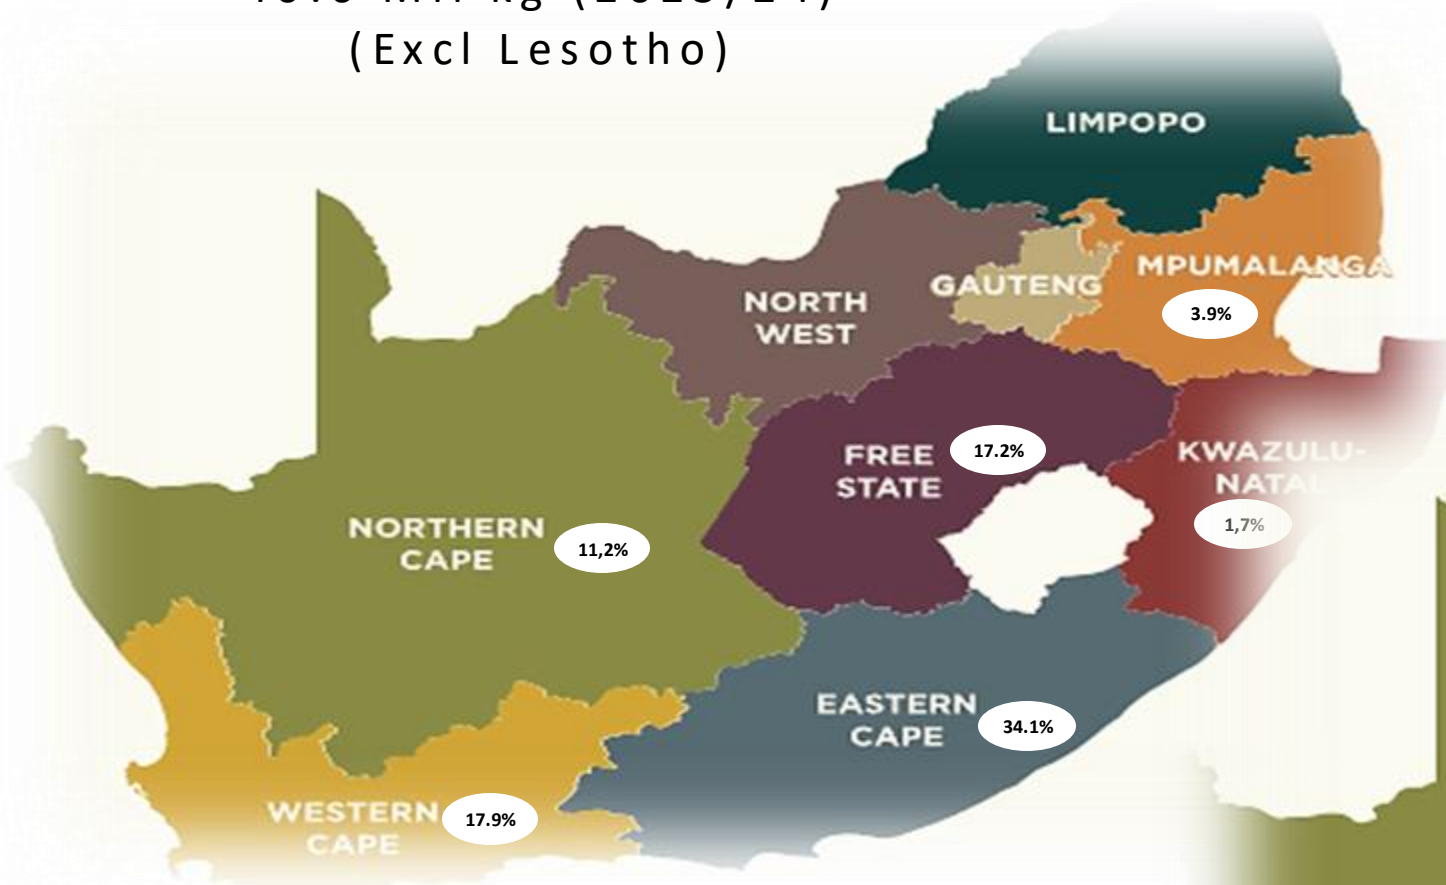 (Excl Lesotho)
LIMPOPO
MPUMALANGA
3.9%
GAUTENG
NORTH
WEST
FREE
STATE
17.2%
KWAZULU-
NATAL
1,7%
NORTHERN
CAPE
11,2%
EASTERN
CAPE
34.1%
WESTERN
CAPE
17.9%